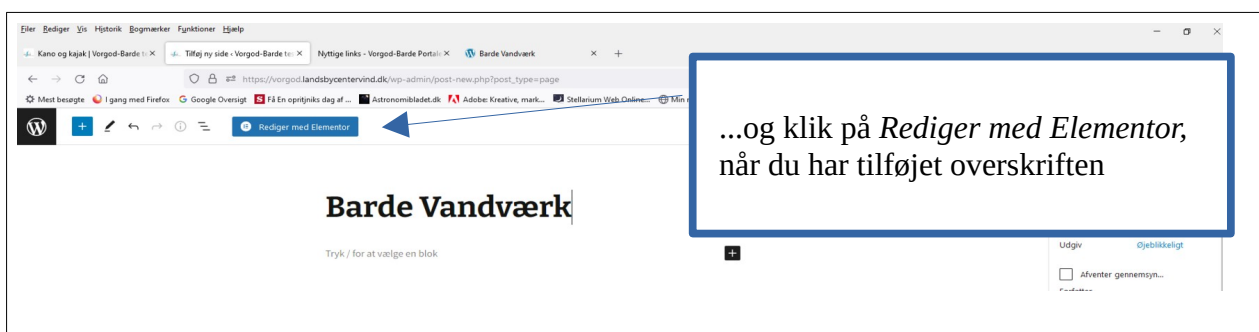 Filer Rediger Vis Historik Bogmærker Funktioner Hjælp
Kano og kajak | Vorgod-Barde Tilføj ny side ‹ Vorgod-Barde Nyttige links - Vorgod-Barde Portal Barde Vandværk
https://vorgod.landsbycentervind.dk/wp-admin/post-new.php?post_type=page
Mest besøgte I gang med Firefox Google Oversigt Få En opritjniks dag af ... Astronomibladet.dk Adobe: Kreative, mark... Stellarium Web Online... Min
Rediger med Elementor
...og klik på Rediger med Elementor,
når du har tilføjet overskriften
Barde Vandværk
Tryk / for at vælge en blok
Udgiv Øjeblikkeligt
Afventer gennemsyn...